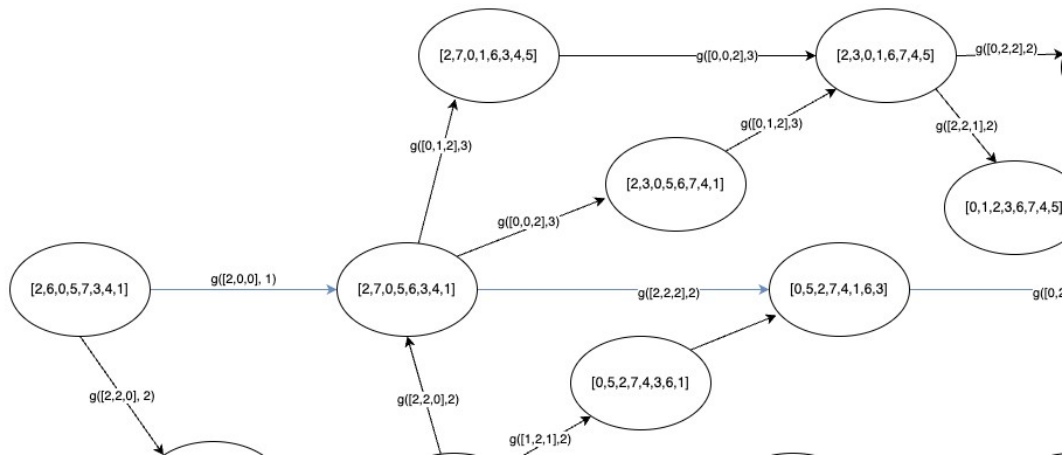 [2,7,0,1,6,3,4,5]
g([0,0,2],3)
[2,3,0,1,6,7,4,5]
g([0,2,2],2)
g([0,1,2],3)
g([0,1,2],3)
g([2,2,1],2)
[2,3,0,5,6,7,4,1]
g([0,0,2],3)
[0,1,2,3,6,7,4,5]
[2,6,0,5,7,3,4,1]
g([2,0,0], 1)
[2,7,0,5,6,3,4,1]
g([2,2,2],2)
[0,5,2,7,4,1,6,3]
g([0,2
g([2,2,0], 2)
g([2,2,0],2)
[0,5,2,7,4,3,6,1]
g([1,2,1],2)